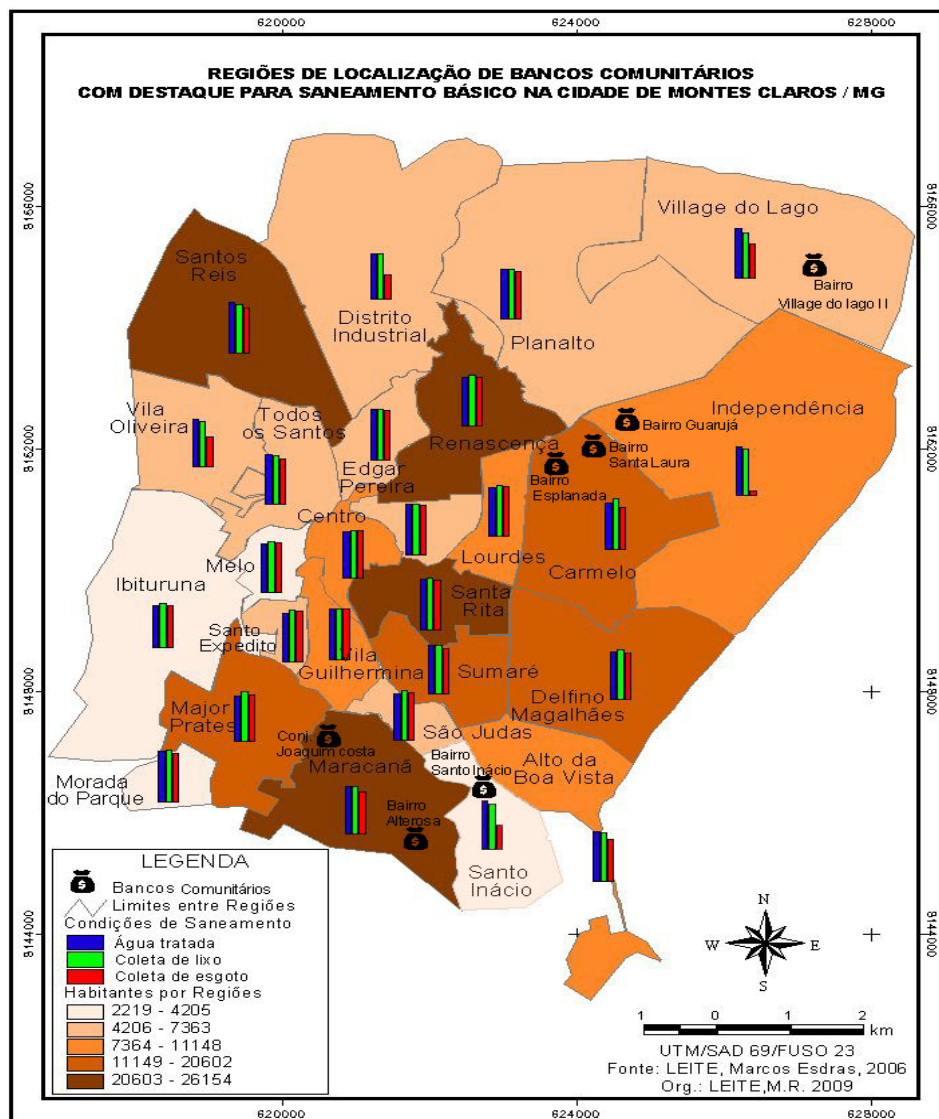 620000 624000 628000
REGIÕES DE LOCALIZAÇÃO DE BANCOS COMUNITÁRIOS
COM DESTAQUE PARA SANEAMENTO BÁSICO NA CIDADE DE MONTES CLAROS / MG
8156000
8156000
Village do Lago
Bairro
Village do lago II
Santos
Reis
Distrito
Industrial
Planalto
Vila
Oliveira
Todos
os Santos
Renascença
Independência
Bairro Guarujá
8152000
8152000
Bairro
Santa Laura
Edgar
Pereira
Bairro
Esplanada
Centro
Lourdes
Carmelo
Melo
Ibituruna
Santa
Rita
Santo
Expedito
Vila
Guilhermina
Sumaré
Delfino
Magalhães
8148000
8148000
Major
Prates
São Judas
Conj.
Joaquim costa
Maracanã
Bairro
Santo Inácio
Alto da
Boa Vista
Morada
do Parque
Bairro
Alterosa
Santo
Inácio
LEGENDA
Bancos Comunitários
Limites entre Regiões
Condições de Saneamento
Água tratada
Coleta de lixo
Coleta de esgoto
Habitantes por Regiões
2219 - 4205
4206 - 7363
7364 - 11148
11149 - 20602
20603 - 26154
8144000
8144000
N
W E
S
1 0 1 2
km
UTM/SAD 69/FUSO 23
Fonte: LEITE, Marcos Esdras, 2006
Org.: LEITE,M.R. 2009
620000 624000 628000